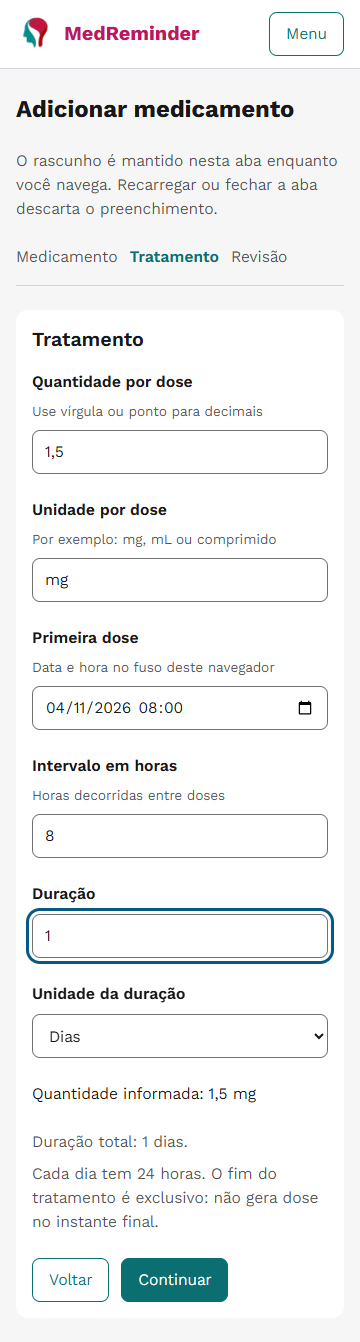 MedReminder
Menu
Adicionar medicamento
O rascunho é mantido nesta aba enquanto
você navega. Recarregar ou fechar a aba
descarta o preenchimento.
Medicamento Tratamento Revisão
Tratamento
Quantidade por dose
Use vírgula ou ponto para decimais
1,5
Unidade por dose
Por exemplo: mg, mL ou comprimido
mg
Primeira dose
Data e hora no fuso deste navegador
04/11/2026 08:00
Intervalo em horas
Horas decorridas entre doses
8
Duração
1
Unidade da duração
Dias
Quantidade informada: 1,5 mg
Duração total: 1 dias.
Cada dia tem 24 horas. O fim do
tratamento é exclusivo: não gera dose
no instante final.
Voltar
Continuar